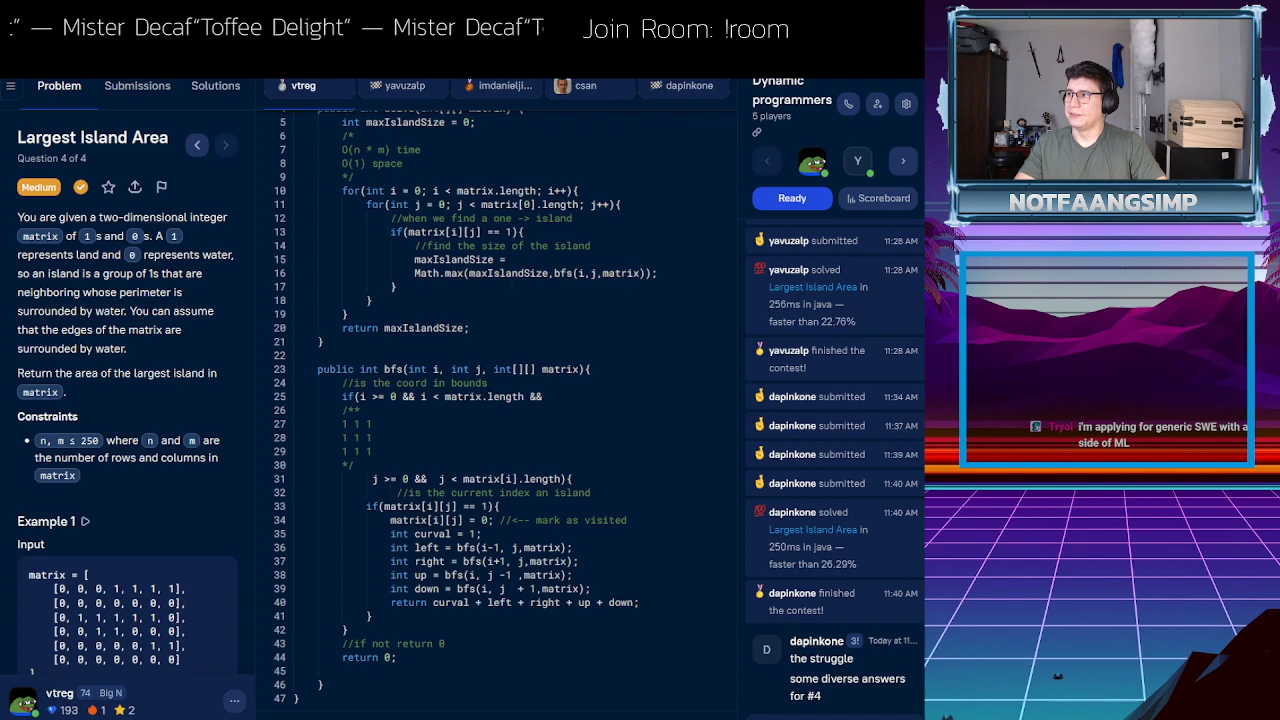 :" — Mister Decaf"Toffee Delight" — Mister Decaf"T
Join Room: !room
Problem
Submissions
Solutions
Largest Island Area
Question 4 of 4
Medium
You are given a two-dimensional integer
matrix of 1s and 0s. A 1
represents land and 0 represents water,
so an island is a group of 1s that are
neighboring whose perimeter is
surrounded by water. You can assume
that the edges of the matrix are
surrounded by water.
Return the area of the largest island in
matrix.
Constraints
n, m ≤ 250 where n and m are
the number of rows and columns in
matrix
Example 1
Input
matrix = [
[0, 0, 0, 1, 1, 1, 1],
[0, 0, 0, 0, 0, 0, 0],
[0, 1, 1, 1, 1, 1, 0],
[0, 0, 1, 1, 0, 0, 0],
[0, 0, 0, 0, 1, 1],
[0, 0, 0, 0, 0, 0, 0]
]
vtreg 74 Big N
193 1 2
vtreg
yavuzalp
imdanielji...
csan
dapinkone
5 int maxIslandSize = 0;
6 /*
7 O(n * m) time
8 O(1) space
9 */
10 for(int i = 0; i < matrix.length; i++){
11 for(int j = 0; j < matrix[0].length; j++){
12 //when we find a one -> island
13 if(matrix[i][j] == 1){
14 //find the size of the island
15 maxIslandSize =
16 Math.max(maxIslandSize,bfs(i,j,matrix));
17 }
18 }
19 }
20 return maxIslandSize;
21 }
22
23 public int bfs(int i, int j, int[][] matrix){
24 //is the coord in bounds
25 if(i >= 0 && i < matrix.length &&
26 /**
27 1 1 1
28 1 1 1
29 1 1 1
30 */
31 j >= 0 && j < matrix[i].length){
32 //is the current index an island
33 if(matrix[i][j] == 1){
34 matrix[i][j] = 0; //<-- mark as visited
35 int curval = 1;
36 int left = bfs(i-1, j,matrix);
37 int right = bfs(i+1, j,matrix);
38 int up = bfs(i, j -1 ,matrix);
39 int down = bfs(i, j + 1,matrix);
40 return curval + left + right + up + down;
41 }
42 }
43 //if not return 0
44 return 0;
45
46 }
47 }
Dynamic
programmers
5 players
Y
Ready
Scoreboard
yavuzalp submitted 11:28 AM
yavuzalp solved 11:28 AM
Largest Island Area in
256ms in java —
faster than 22.76%
yavuzalp finished the 11:28 AM
contest!
dapinkone submitted 11:34 AM
dapinkone submitted 11:37 AM
dapinkone submitted 11:39 AM
dapinkone submitted 11:40 AM
dapinkone solved 11:40 AM
Largest Island Area in
250ms in java —
faster than 26.29%
dapinkone finished 11:40 AM
the contest!
D
dapinkone Today at 11...
the struggle
some diverse answers
for #4
NOTFAANGSIMP
Tryol i'm applying for generic SWE with a
side of ML